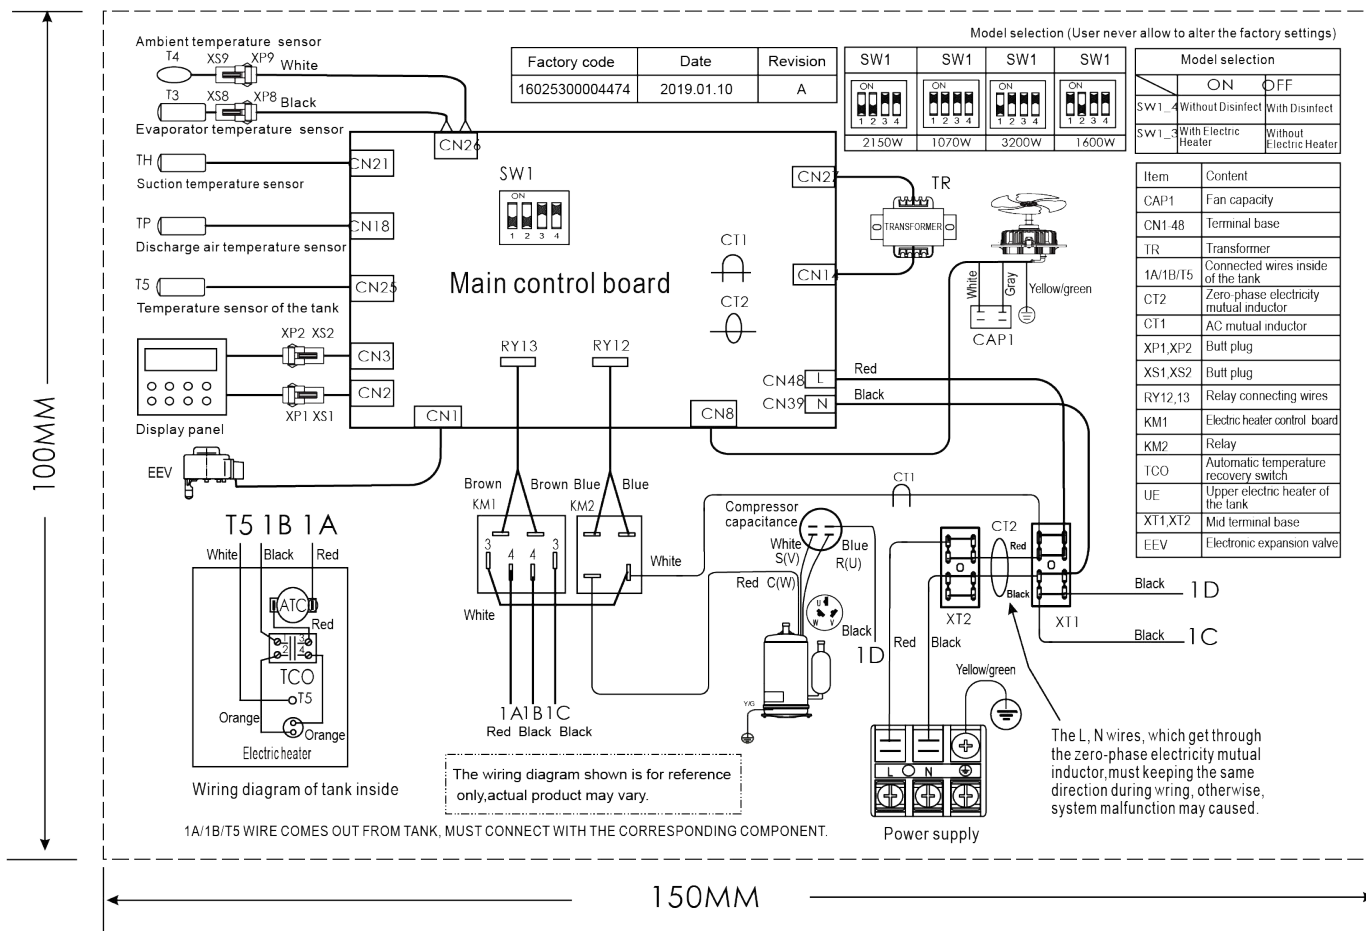 Model selection (User never allow to alter the factory settings)
Ambient temperature sensor
T4 XS9 XP9 White
T3 XS8 XP8 Black
Evaporator temperature sensor
Factory code Date Revision
16025300004474 2019.01.10 A
SW1 SW1 SW1 SW1
ON ON ON ON
1 2 3 4 1 2 3 4 1 2 3 4 1 2 3 4
2150W 1070W 3200W 1600W
Model selection
ON OFF
SW1_4 Without Disinfect With Disinfect
SW1_3 With Electric Heater Without Electric Heater
CN26
TH CN21
Suction temperature sensor
TP CN18
Discharge air temperature sensor
T5 CN25
Temperature sensor of the tank
XP2 XS2
CN3
CN2
XP1 XS1
Display panel
CN1
EEV
SW1
ON
1 2 3 4
Main control board
CT1
CT2
RY13 RY12
CN27
CN14
TR
TRANSFORMER
CN48 L Red
CN39 N Black
CN8
White Gray Yellow/green
CAP1
Item Content
CAP1 Fan capacity
CN1-48 Terminal base
TR Transformer
1A/1B/T5 Connected wires inside
of the tank
CT2 Zero-phase electricity
mutual inductor
CT1 AC mutual inductor
XP1,XP2 Butt plug
XS1,XS2 Butt plug
RY12,13 Relay connecting wires
KM1 Electric heater control board
KM2 Relay
TCO Automatic temperature
recovery switch
UE Upper electric heater of
the tank
XT1,XT2 Mid terminal base
EEV Electronic expansion valve
Brown Brown Blue Blue
KM1 KM2
3 4 4 3
White
White
1A 1B 1C
Red Black Black
CT1
Compressor
capacitance
White
S(V)
Blue
R(U)
Red C(W)
U
W V
Black
1D
Y/G
CT2
Red
Black
XT2 XT1
Black 1D
Black 1C
Red Black
Yellow/green
L N
Power supply
The L, N wires, which get through
the zero-phase electricity mutual
inductor,must keeping the same
direction during wring, otherwise,
system malfunction may caused.
T5 1B 1A
White Black Red
ATC
Red
1 3
2 4
TCO
T5
Orange
Orange
Electric heater
Wiring diagram of tank inside
The wiring diagram shown is for reference
only,actual product may vary.
1A/1B/T5 WIRE COMES OUT FROM TANK, MUST CONNECT WITH THE CORRESPONDING COMPONENT.
100MM
150MM